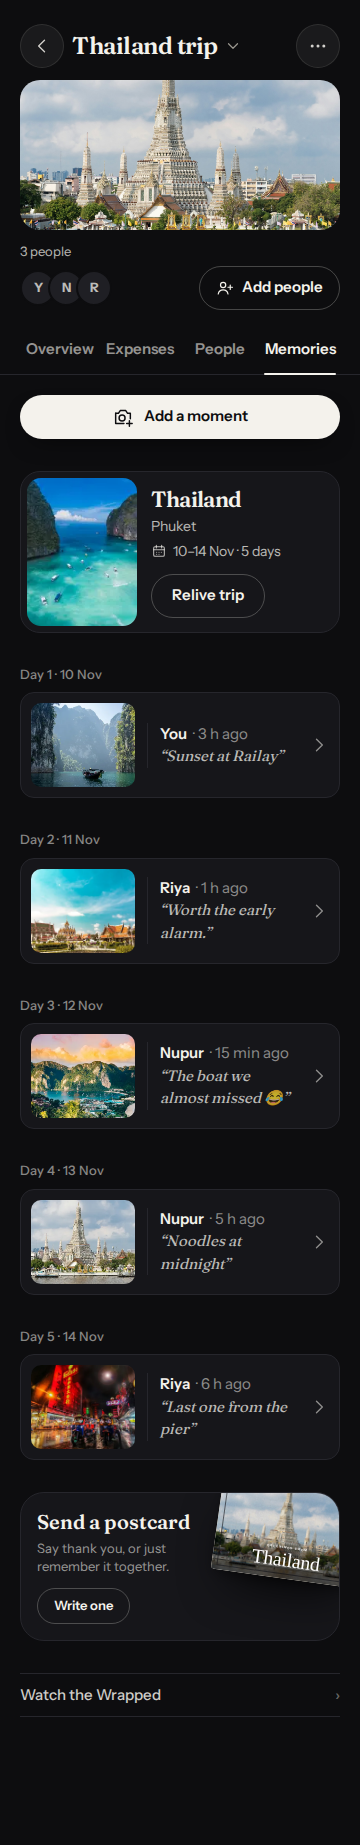 Thailand trip
3 people
Y N R
Add people
Overview Expenses People Memories
Add a moment
Thailand
Phuket
10–14 Nov · 5 days
Relive trip
Day 1 · 10 Nov
You · 3 h ago
“Sunset at Railay”
Day 2 · 11 Nov
Riya · 1 h ago
“Worth the early
alarm.”
Day 3 · 12 Nov
Nupur · 15 min ago
“The boat we
almost missed 😂”
Day 4 · 13 Nov
Nupur · 5 h ago
“Noodles at
midnight”
Day 5 · 14 Nov
Riya · 6 h ago
“Last one from the
pier”
Send a postcard
Say thank you, or just
remember it together.
Thailand
Write one
Watch the Wrapped